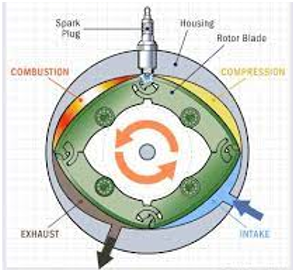 Spark
Plug
Housing
Rotor Blade
COMBUSTION
COMPRESSION
EXHAUST
INTAKE